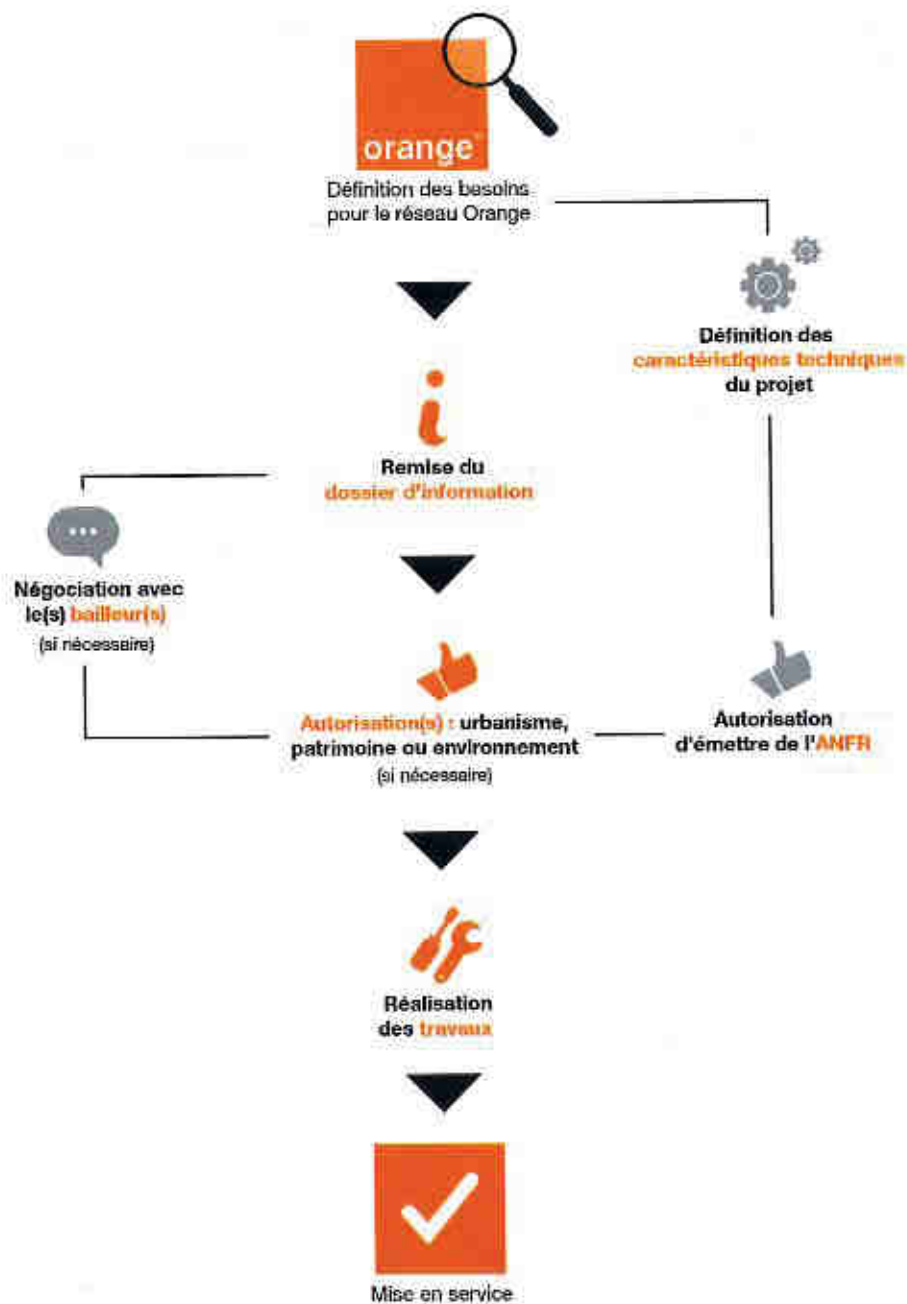 orange
Définition des besoins
pour le réseau Orange
Définition des
caractéristiques techniques
du projet
Remise du
dossier d'information
Négociation avec
le(s) bailleur(s)
(si nécessaire)
Autorisation(s) : urbanisme,
patrimoine ou environnement
(si nécessaire)
Autorisation
d'émettre de l'ANFR
Réalisation
des travaux
Mise en service